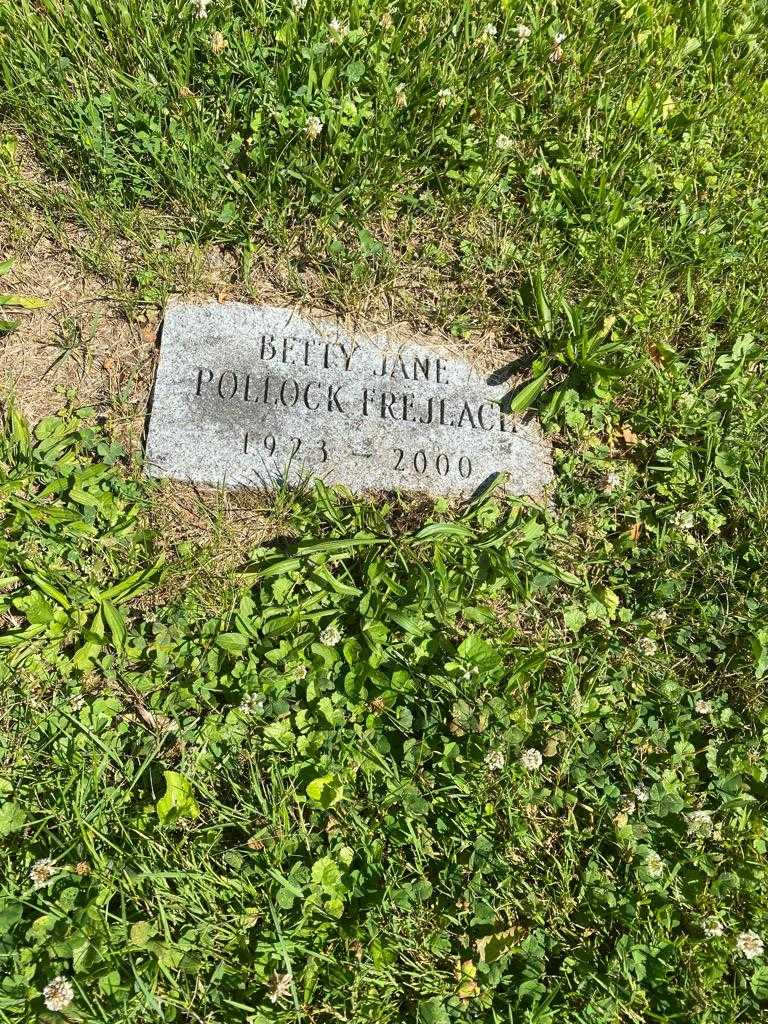 BETTY JANE
POLLOCK FREJLACH
1923 - 2000